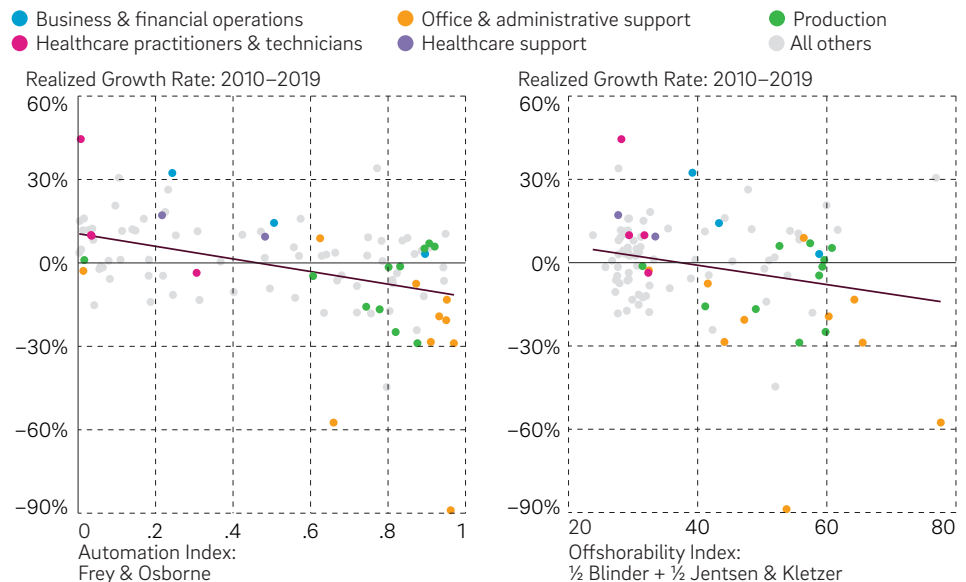 Business & financial operations
Office & administrative support
Production
Healthcare practitioners & technicians
Healthcare support
All others
Realized Growth Rate: 2010–2019
60%
30%
0%
−30%
−60%
−90%
0 .2 .4 .6 .8 1
Automation Index:
Frey & Osborne
Realized Growth Rate: 2010–2019
60%
30%
0%
−30%
−60%
−90%
20 40 60 80
Offshorability Index:
½ Blinder + ½ Jentsen & Kletzer